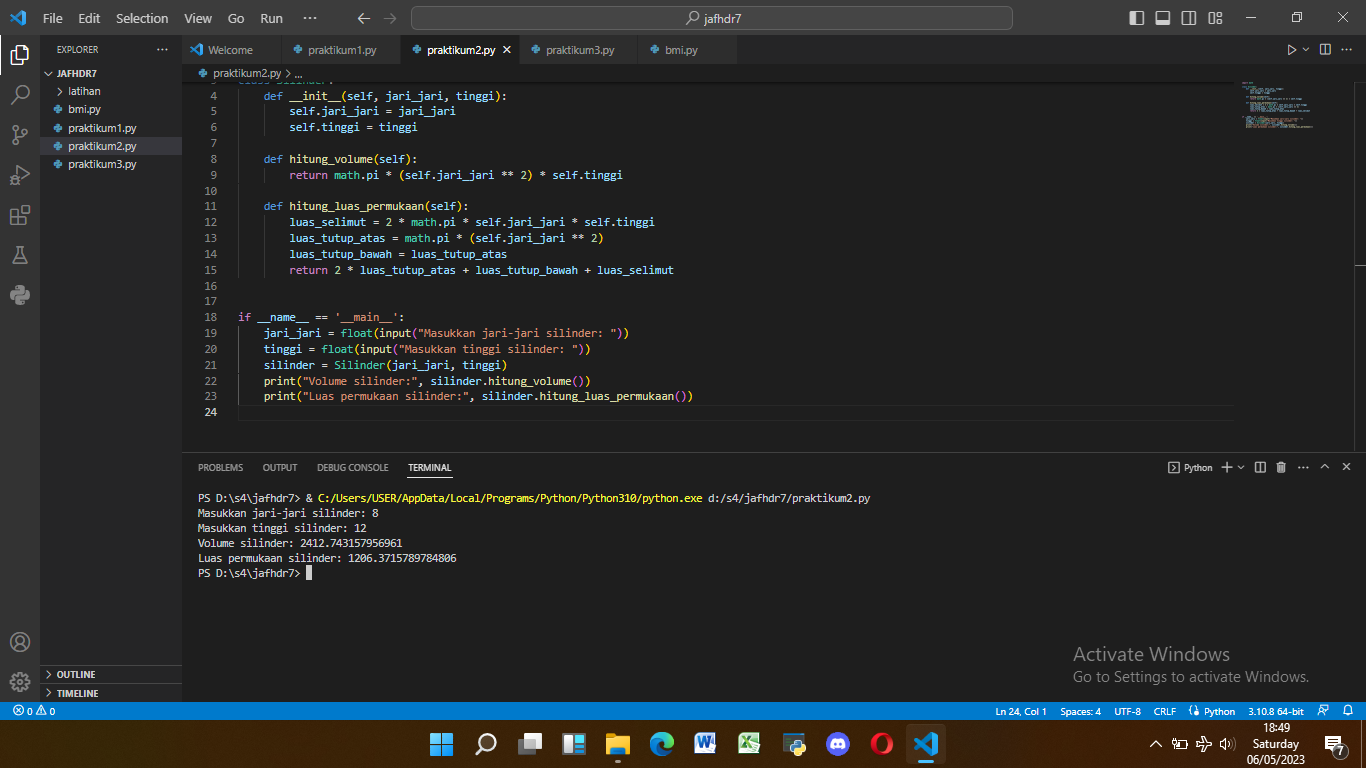 File Edit Selection View Go Run ··· jafhdr7
EXPLORER ···
JAFHDR7
latihan
bmi.py
praktikum1.py
praktikum2.py
praktikum3.py
OUTLINE
TIMELINE
Welcome praktikum1.py praktikum2.py praktikum3.py bmi.py
praktikum2.py > ...
4 def __init__(self, jari_jari, tinggi):
5 self.jari_jari = jari_jari
6 self.tinggi = tinggi
7
8 def hitung_volume(self):
9 return math.pi * (self.jari_jari ** 2) * self.tinggi
10
11 def hitung_luas_permukaan(self):
12 luas_selimut = 2 * math.pi * self.jari_jari * self.tinggi
13 luas_tutup_atas = math.pi * (self.jari_jari ** 2)
14 luas_tutup_bawah = luas_tutup_atas
15 return 2 * luas_tutup_atas + luas_tutup_bawah + luas_selimut
16
17
18 if __name__ == '__main__':
19 jari_jari = float(input("Masukkan jari-jari silinder: "))
20 tinggi = float(input("Masukkan tinggi silinder: "))
21 silinder = Silinder(jari_jari, tinggi)
22 print("Volume silinder:", silinder.hitung_volume())
23 print("Luas permukaan silinder:", silinder.hitung_luas_permukaan())
24
PROBLEMS OUTPUT DEBUG CONSOLE TERMINAL Python
PS D:\s4\jafhdr7> & C:/Users/USER/AppData/Local/Programs/Python/Python310/python.exe d:/s4/jafhdr7/praktikum2.py
Masukkan jari-jari silinder: 8
Masukkan tinggi silinder: 12
Volume silinder: 2412.743157956961
Luas permukaan silinder: 1206.3715789784806
PS D:\s4\jafhdr7>
Activate Windows
Go to Settings to activate Windows.
0 0 Ln 24, Col 1 Spaces: 4 UTF-8 CRLF Python 3.10.8 64-bit
18:49
Saturday
06/05/2023
7